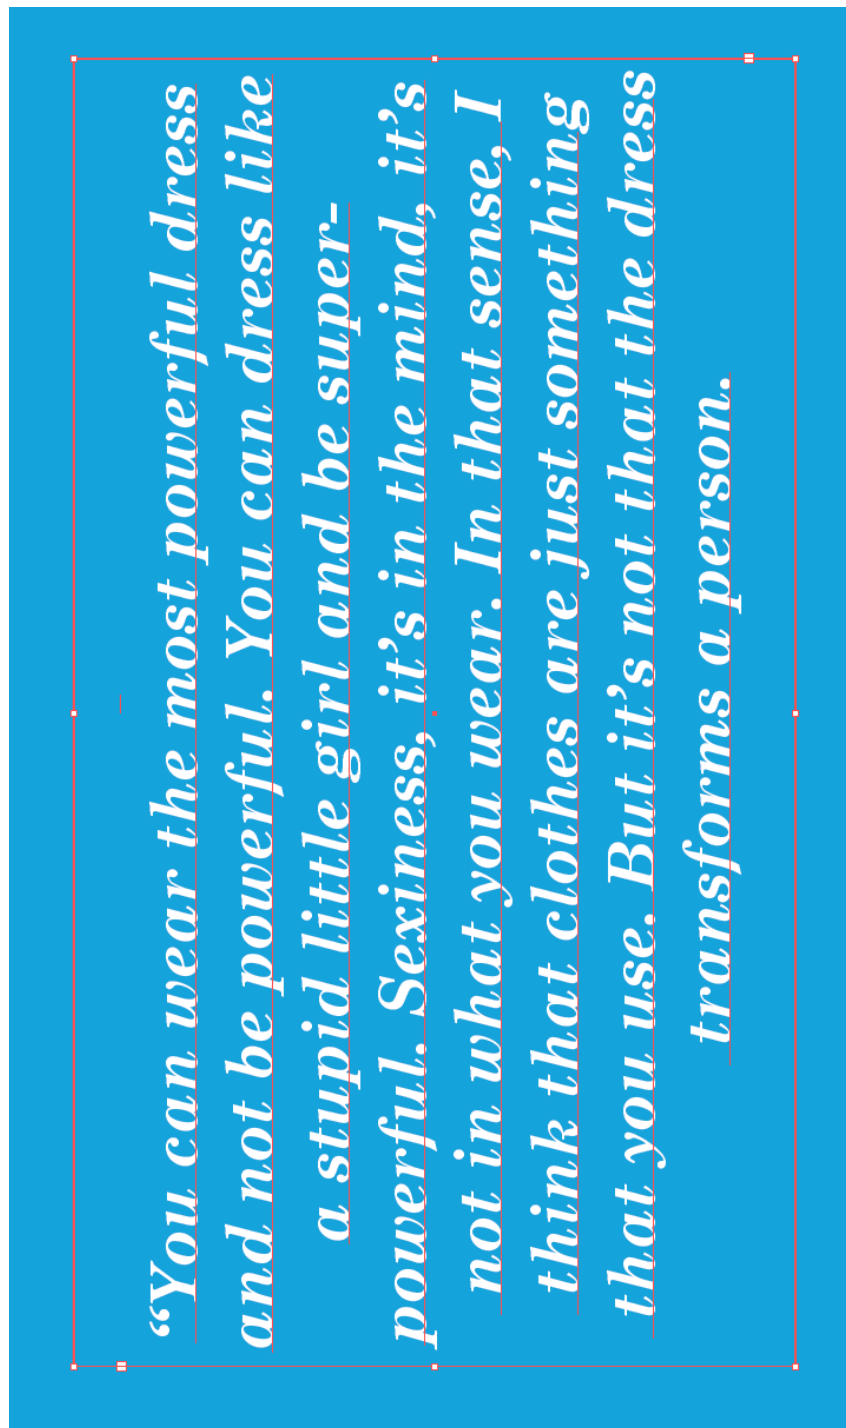 “You can wear the most powerful dress
and not be powerful. You can dress like
a stupid little girl and be super-
powerful. Sexiness, it’s in the mind, it’s
not in what you wear. In that sense, I
think that clothes are just something
that you use. But it’s not that the dress
transforms a person.